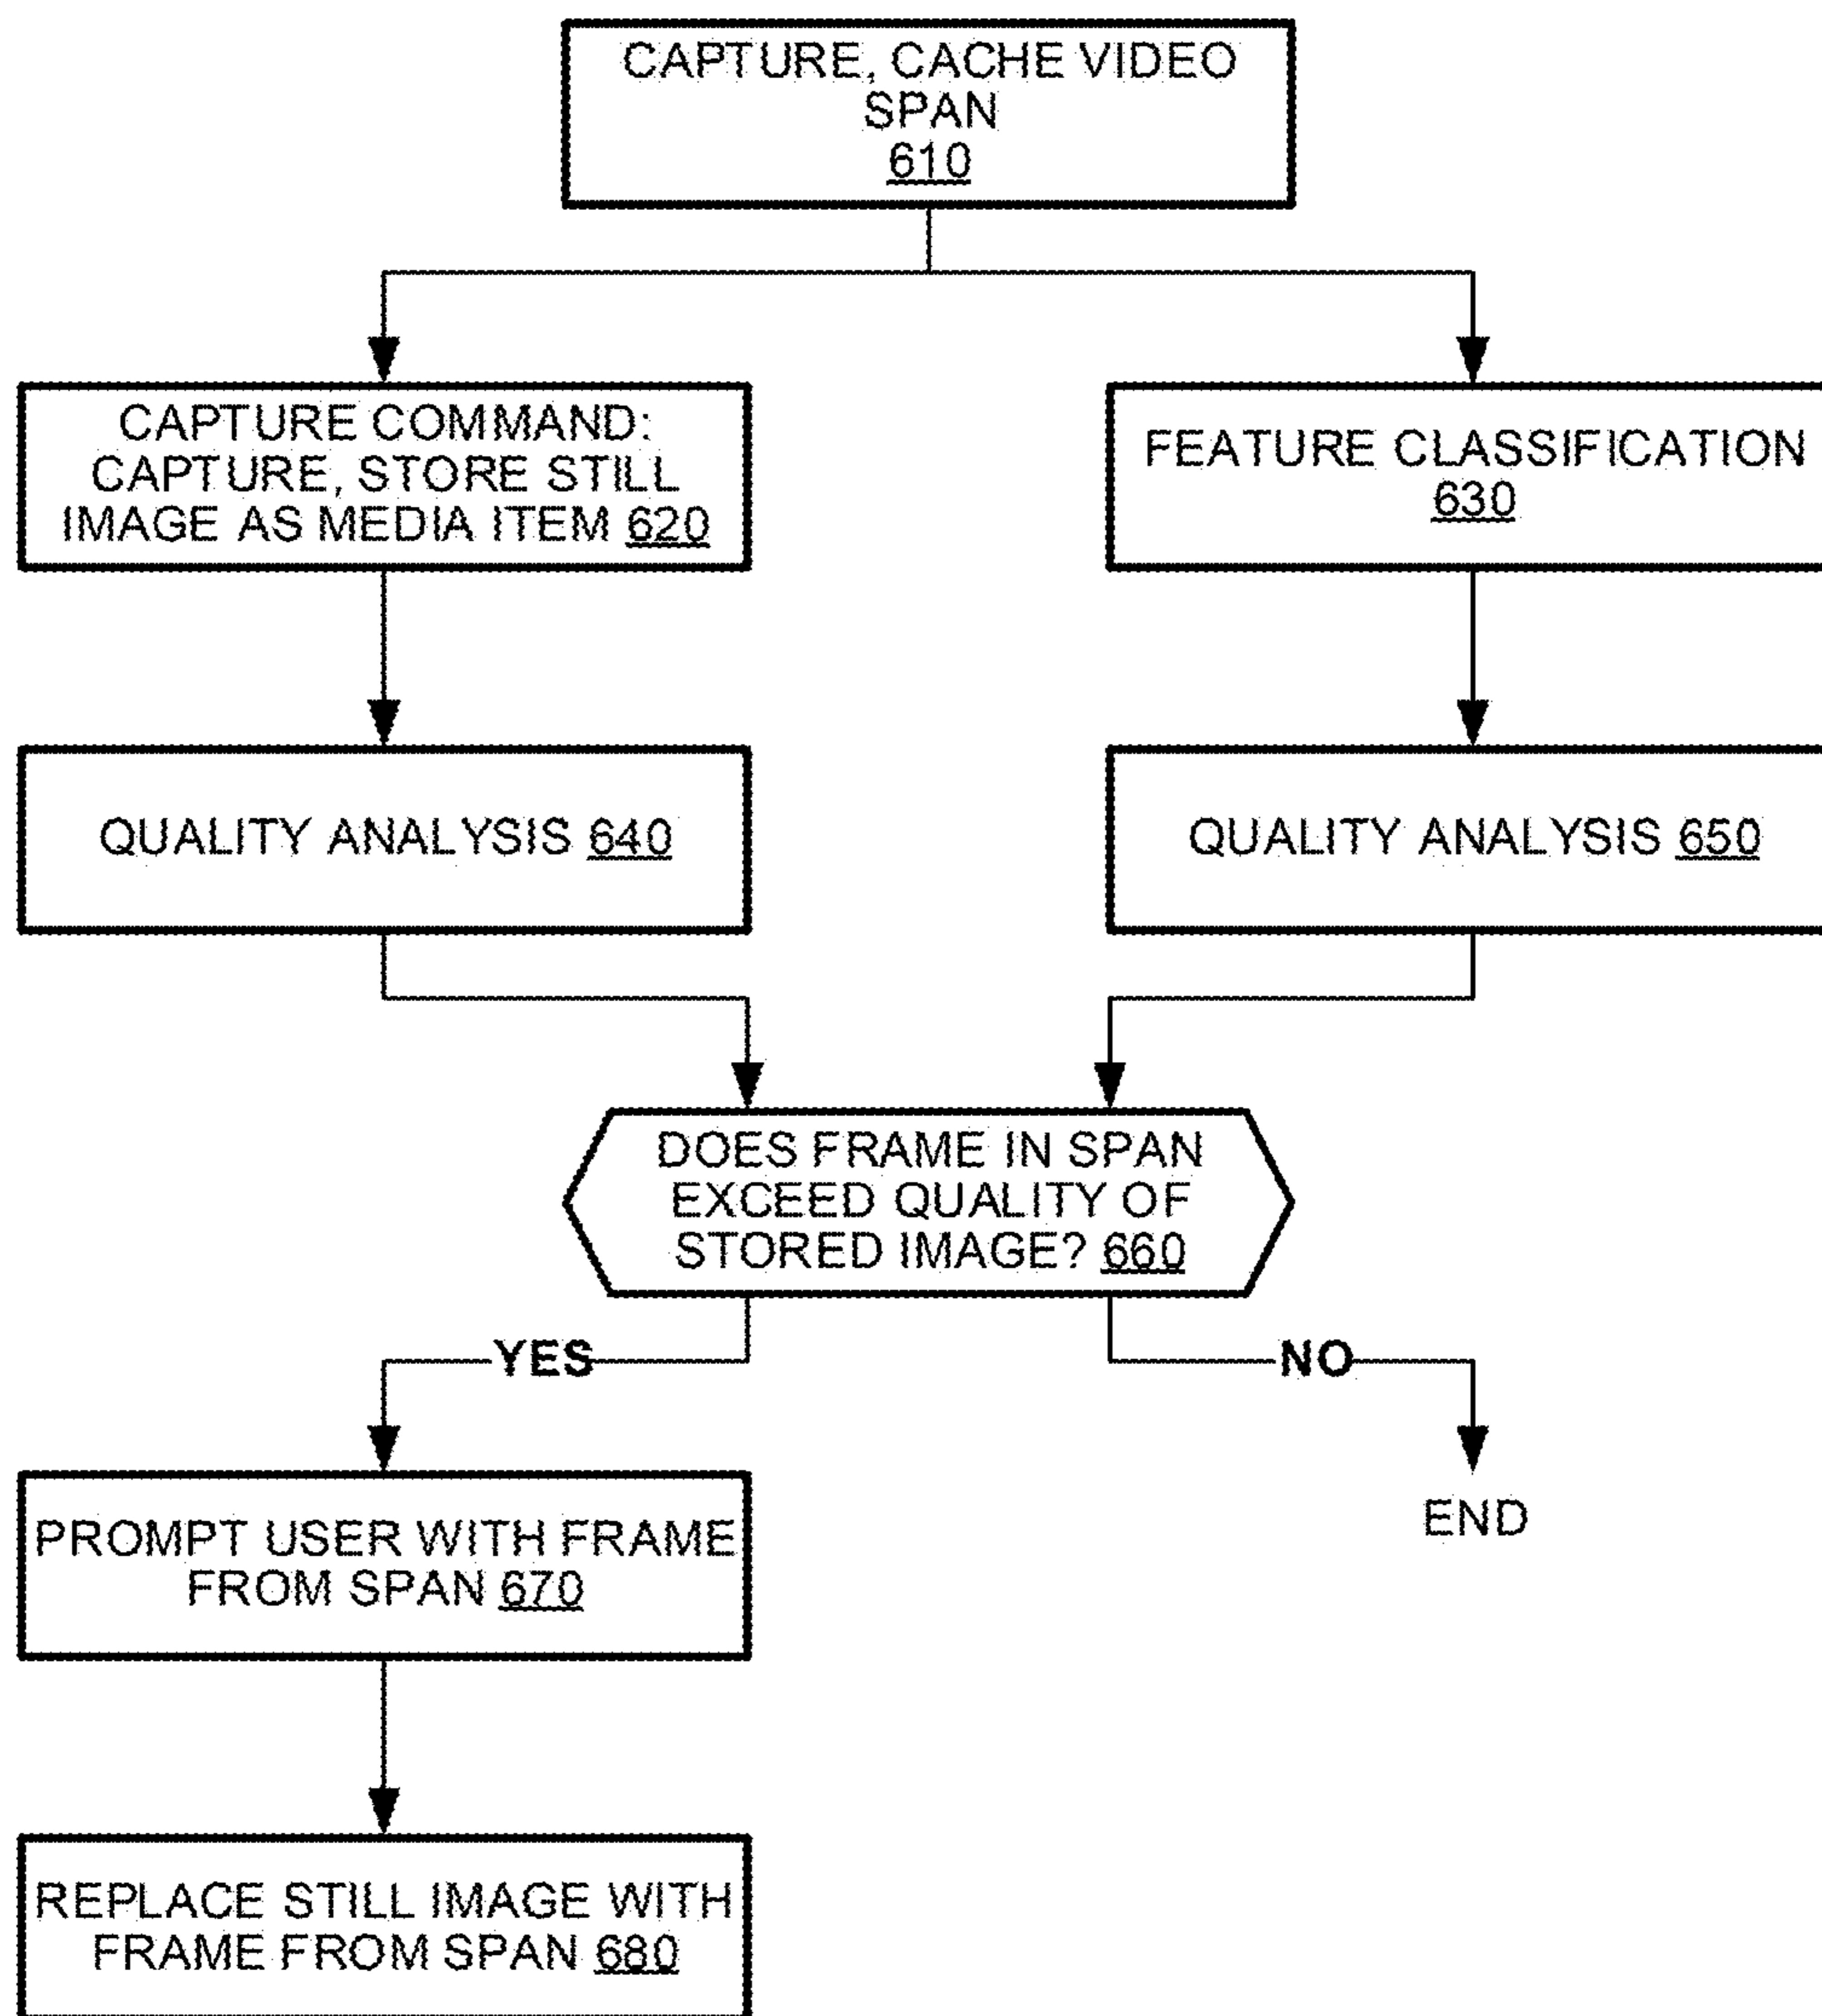 CAPTURE, CACHE VIDEO
SPAN
610
CAPTURE COMMAND:
CAPTURE, STORE STILL
IMAGE AS MEDIA ITEM 620
FEATURE CLASSIFICATION
630
QUALITY ANALYSIS 640
QUALITY ANALYSIS 650
DOES FRAME IN SPAN
EXCEED QUALITY OF
STORED IMAGE? 660
YES
NO
PROMPT USER WITH FRAME
FROM SPAN 670
END
REPLACE STILL IMAGE WITH
FRAME FROM SPAN 680